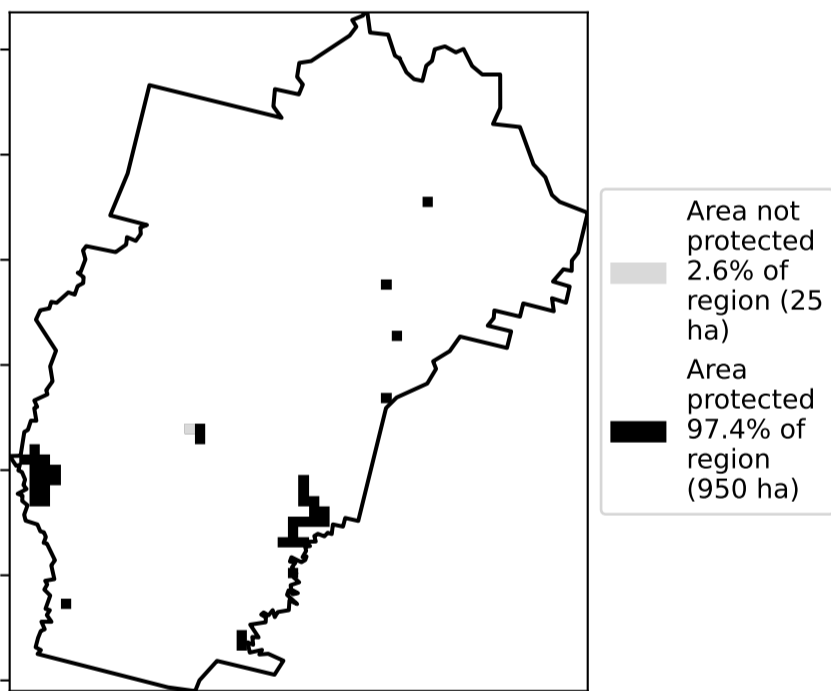 Area not
protected
2.6% of
region (25
ha)
Area
protected
97.4% of
region
(950 ha)